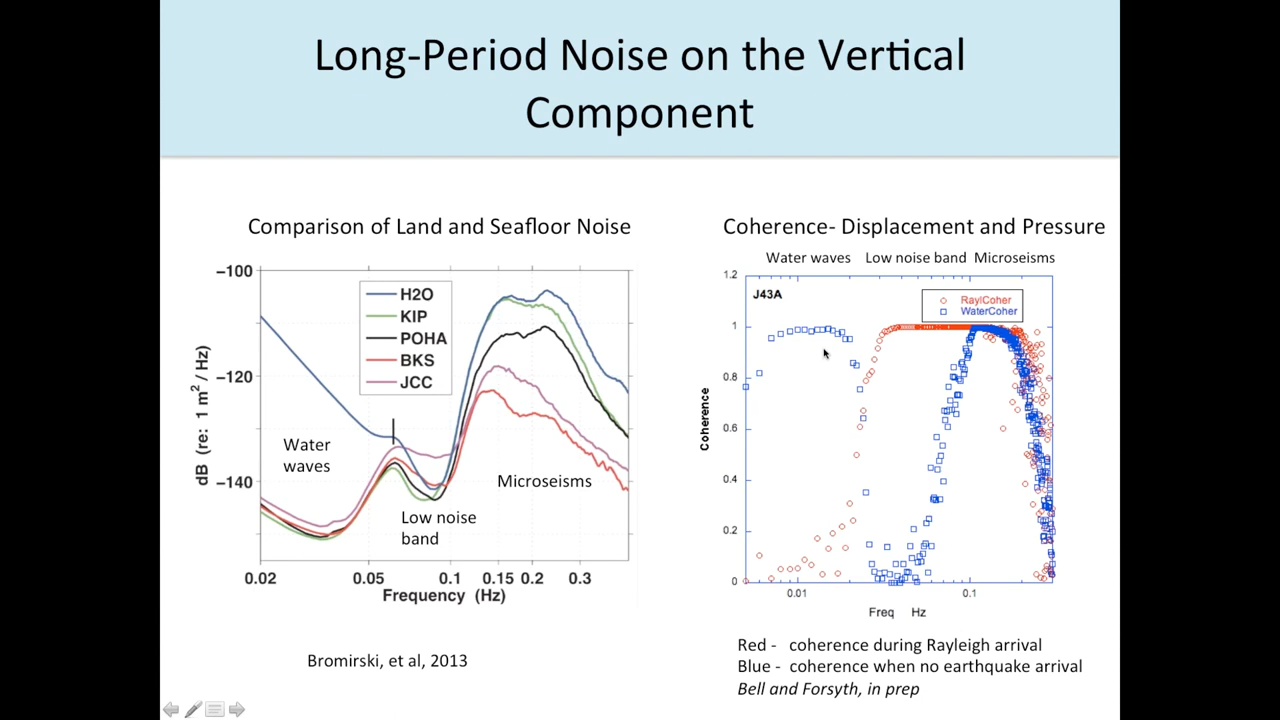 Long-Period Noise on the Vertical
Component
Comparison of Land and Seafloor Noise
−100
−120
−140
dB (re: 1 m² / Hz)
H2O
KIP
POHA
BKS
JCC
Water
waves
Low noise
band
Microseisms
0.02 0.05 0.1 0.15 0.2 0.3
Frequency (Hz)
Bromirski, et al, 2013
Coherence- Displacement and Pressure
Water waves Low noise band Microseisms
1.2
1
0.8
0.6
0.4
0.2
0
Coherence
J43A
RaylCoher
WaterCoher
0.01 0.1
Freq Hz
Red - coherence during Rayleigh arrival
Blue - coherence when no earthquake arrival
Bell and Forsyth, in prep